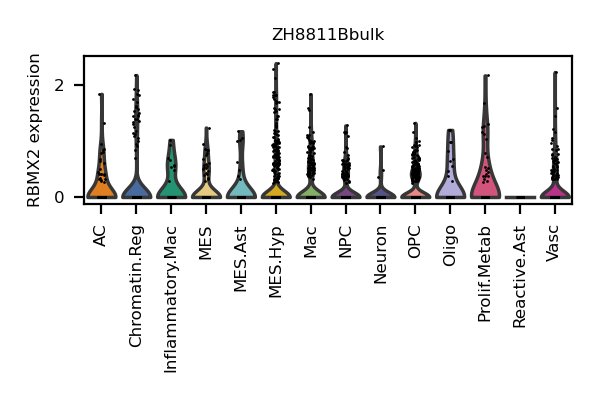 ZH8811Bbulk
RBMX2 expression
2
0
AC
Chromatin.Reg
Inflammatory.Mac
MES
MES.Ast
MES.Hyp
Mac
NPC
Neuron
OPC
Oligo
Prolif.Metab
Reactive.Ast
Vasc